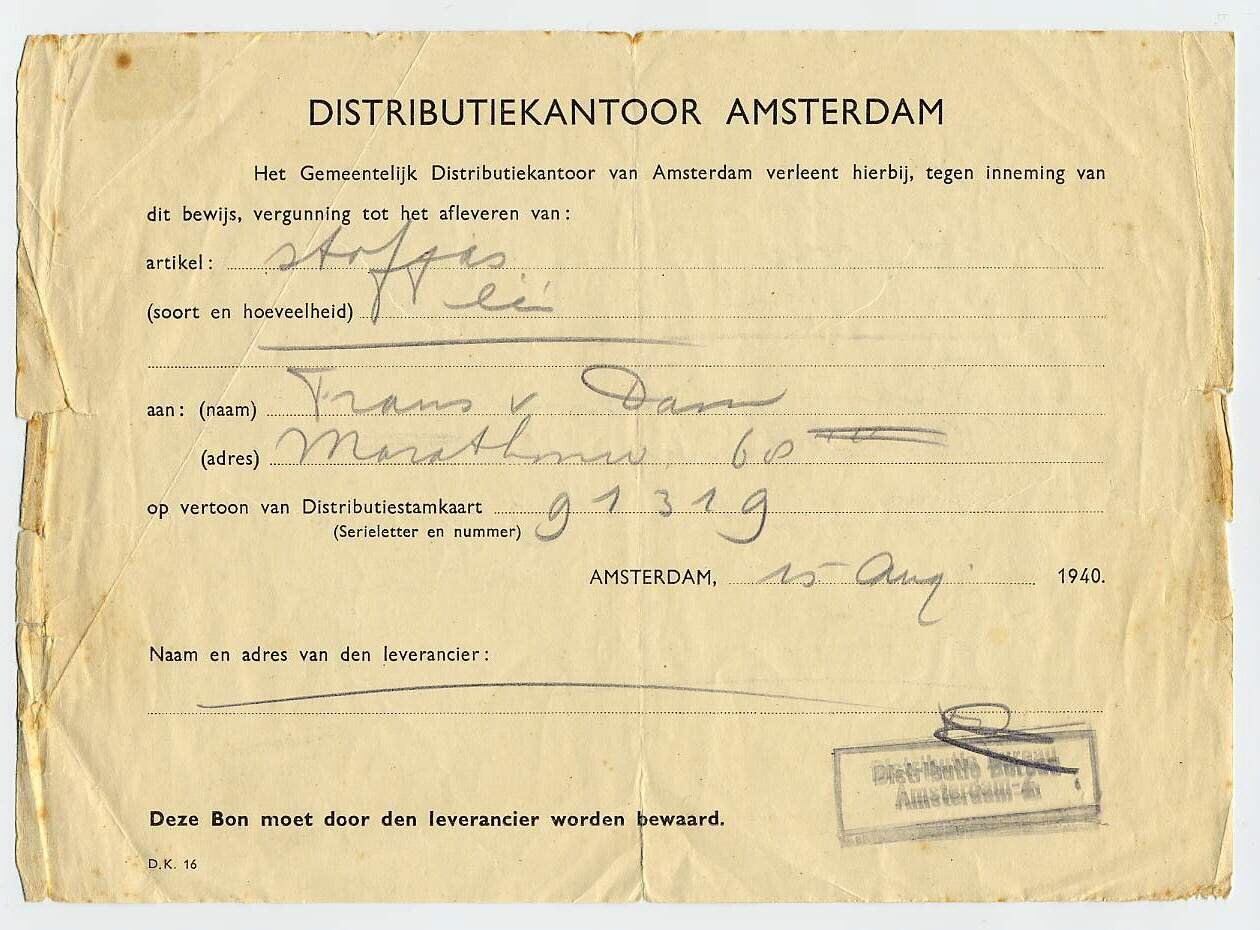 DISTRIBUTIEKANTOOR AMSTERDAM
Het Gemeentelijk Distributiekantoor van Amsterdam verleent hierbij, tegen inneming van
dit bewijs, vergunning tot het afleveren van:
artikel: stofjas
(soort en hoeveelheid) één
aan: (naam) Frans v Dam
(adres) 68
op vertoon van Distributiestamkaart 91319
(Serieletter en nummer)
AMSTERDAM, 15 Aug. 1940.
Naam en adres van den leverancier:
Distributie Bureau
Amsterdam-
Deze Bon moet door den leverancier worden bewaard.
D.K. 16